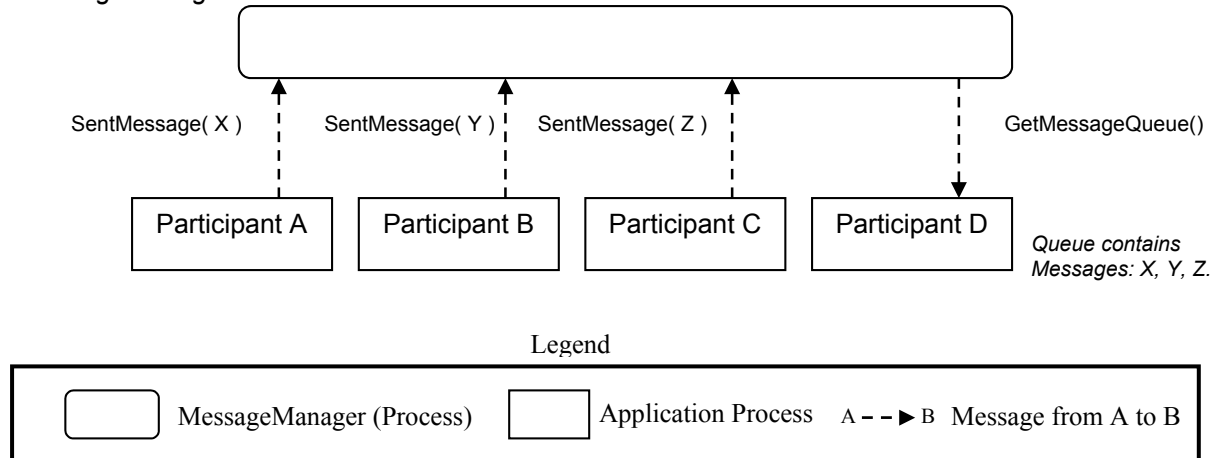 SentMessage( X )
SentMessage( Y )
SentMessage( Z )
GetMessageQueue()
Participant A
Participant B
Participant C
Participant D
Queue contains
Messages: X, Y, Z.
Legend
MessageManager (Process)
Application Process
A
B
Message from A to B